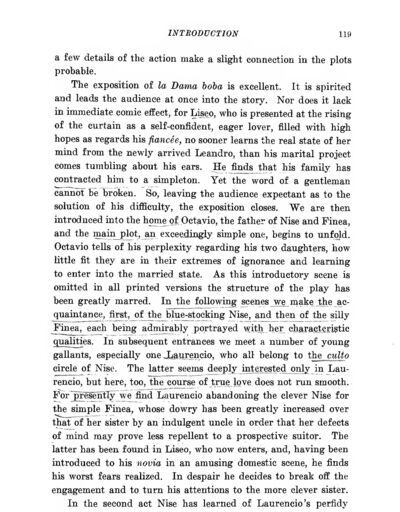 INTRODUCTION 119
a few details of the action make a slight connection in the plots
probable.
The exposition of la Dama boba is excellent. It is spirited
and leads the audience at once into the story. Nor does it lack
in immediate comic effect, for Liseo, who is presented at the rising
of the curtain as a self-confident, eager lover, filled with high
hopes as regards his fiancée, no sooner learns the real state of her
mind from the newly arrived Leandro, than his marital project
comes tumbling about his ears. He finds that his family has
contracted him to a simpleton. Yet the word of a gentleman
cannot be broken. So, leaving the audience expectant as to the
solution of his difficulty, the exposition closes. We are then
introduced into the home of Octavio, the father of Nise and Finea,
and the main plot, an exceedingly simple one, begins to unfold.
Octavio tells of his perplexity regarding his two daughters, how
little fit they are in their extremes of ignorance and learning
to enter into the married state. As this introductory scene is
omitted in all printed versions the structure of the play has
been greatly marred. In the following scenes we make the ac-
quaintance, first, of the blue-stocking Nise, and then of the silly
Finea, each being admirably portrayed with her characteristic
qualities. In subsequent entrances we meet a number of young
gallants, especially one Laurencio, who all belong to the culto
circle of Nise. The latter seems deeply interested only in Lau-
rencio, but here, too, the course of true love does not run smooth.
For presently we find Laurencio abandoning the clever Nise for
the simple Finea, whose dowry has been greatly increased over
that of her sister by an indulgent uncle in order that her defects
of mind may prove less repellent to a prospective suitor. The
latter has been found in Liseo, who now enters, and, having been
introduced to his novia in an amusing domestic scene, he finds
his worst fears realized. In despair he decides to break off the
engagement and to turn his attentions to the more clever sister.
In the second act Nise has learned of Laurencio's perfidy